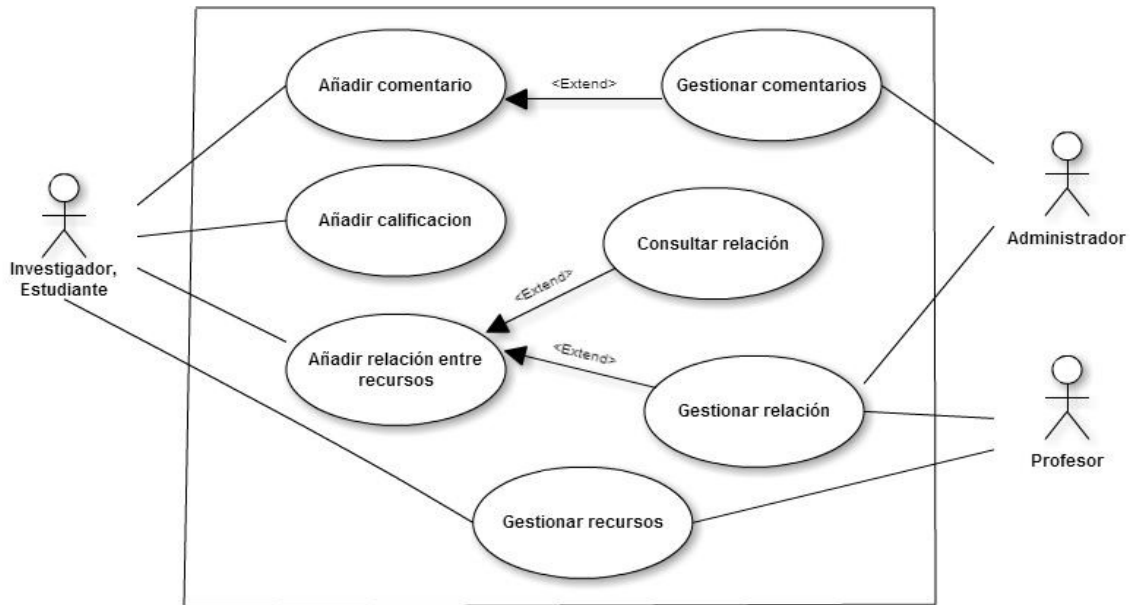 Añadir comentario
<Extend>
Gestionar comentarios
Investigador,
Estudiante
Añadir calificacion
Consultar relación
Administrador
<Extend>
Añadir relación entre
recursos
<Extend>
Gestionar relación
Profesor
Gestionar recursos